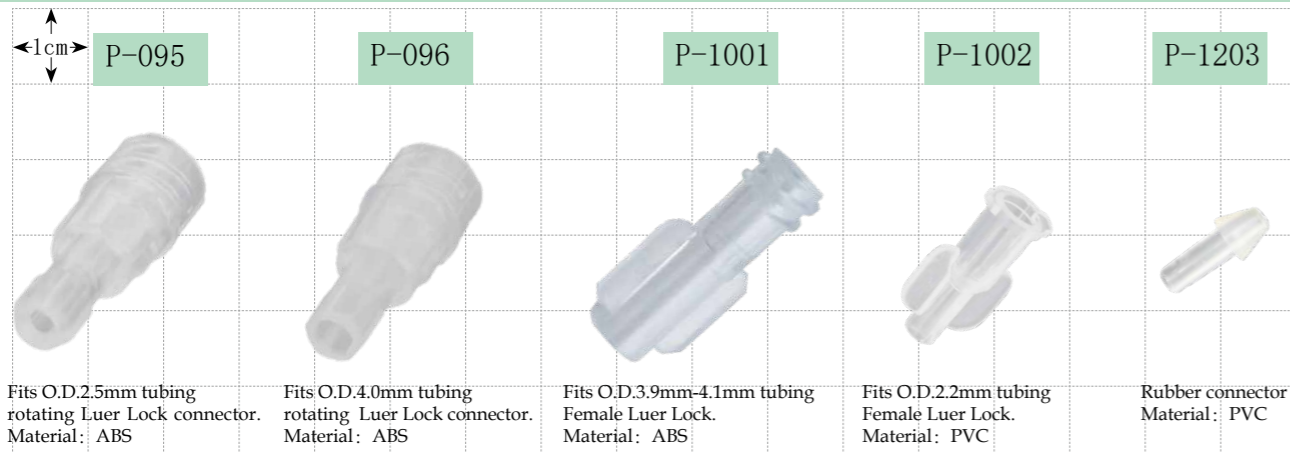 1cm
P-095
P-096
P-1001
P-1002
P-1203
Fits O.D.2.5mm tubing
rotating Luer Lock connector.
Material: ABS
Fits O.D.4.0mm tubing
rotating Luer Lock connector.
Material: ABS
Fits O.D.3.9mm-4.1mm tubing
Female Luer Lock.
Material: ABS
Fits O.D.2.2mm tubing
Female Luer Lock.
Material: PVC
Rubber connector
Material: PVC